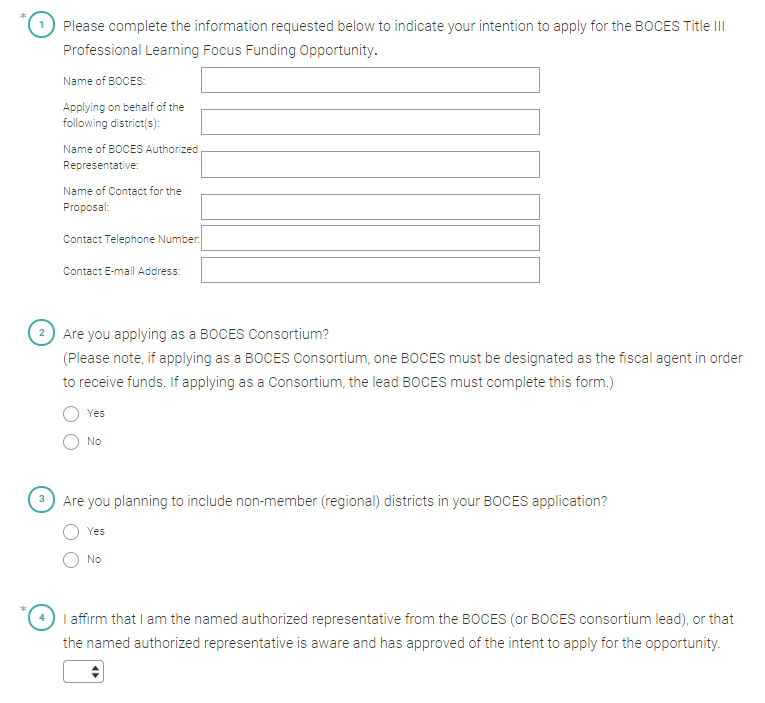 * 1 Please complete the information requested below to indicate your intention to apply for the BOCES Title III
Professional Learning Focus Funding Opportunity.
Name of BOCES:
Applying on behalf of the
following district(s):
Name of BOCES Authorized
Representative:
Name of Contact for the
Proposal:
Contact Telephone Number:
Contact E-mail Address:
2 Are you applying as a BOCES Consortium?
(Please note, if applying as a BOCES Consortium, one BOCES must be designated as the fiscal agent in order
to receive funds. If applying as a Consortium, the lead BOCES must complete this form.)
Yes
No
3 Are you planning to include non-member (regional) districts in your BOCES application?
Yes
No
* 4 I affirm that I am the named authorized representative from the BOCES (or BOCES consortium lead), or that
the named authorized representative is aware and has approved of the intent to apply for the opportunity.